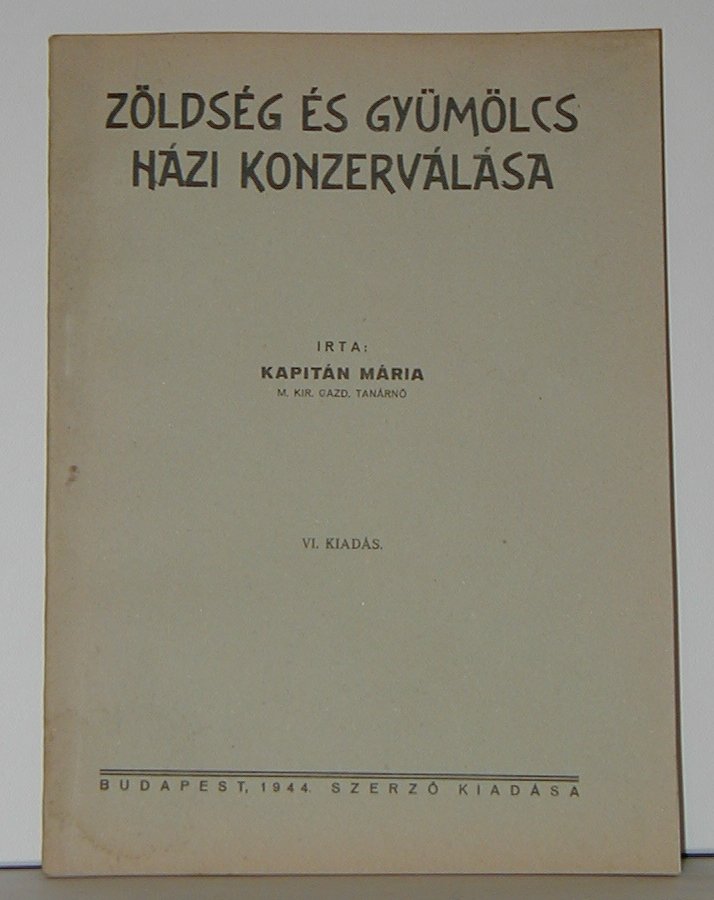 ZÖLDSÉG ÉS GYÜMÖLCS
HÁZI KONZERVÁLÁSA
IRTA:
KAPITÁN MÁRIA
M. KIR. GAZD. TANÁRNŐ
VI. KIADÁS.
BUDAPEST, 1944. SZERZŐ KIADÁSA